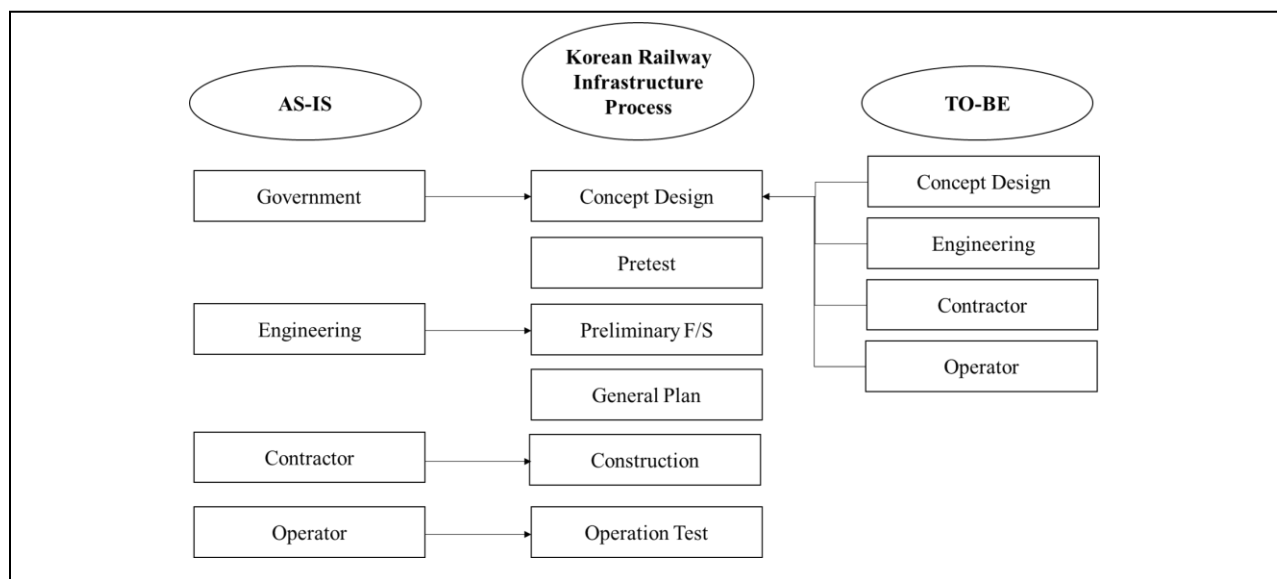 AS-IS
Korean Railway
Infrastructure
Process
TO-BE
Government
Concept Design
Concept Design
Pretest
Engineering
Engineering
Preliminary F/S
Contractor
General Plan
Operator
Contractor
Construction
Operator
Operation Test